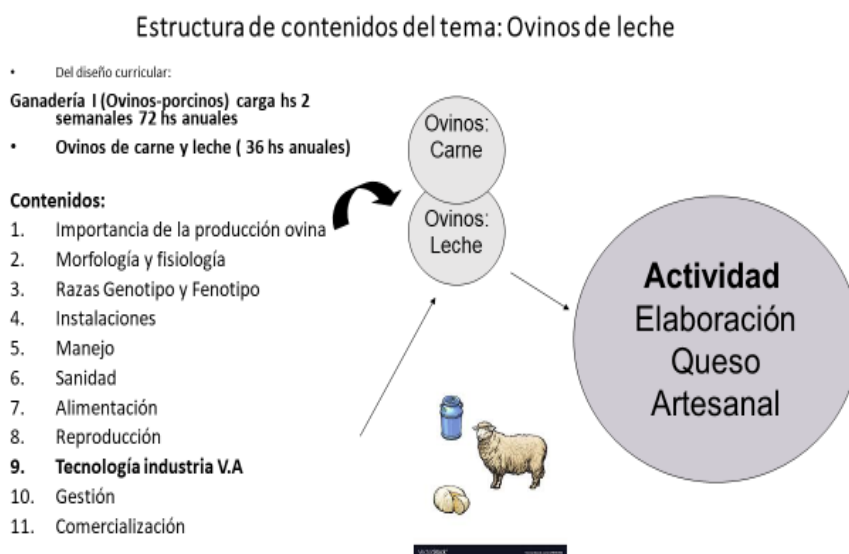 Estructura de contenidos del tema: Ovinos de leche
• Del diseño curricular:
Ganadería I (Ovinos-porcinos) carga hs 2
semanales 72 hs anuales
• Ovinos de carne y leche ( 36 hs anuales)
Contenidos:
1. Importancia de la producción ovina
2. Morfología y fisiología
3. Razas Genotipo y Fenotipo
4. Instalaciones
5. Manejo
6. Sanidad
7. Alimentación
8. Reproducción
9. Tecnología industria V.A
10. Gestión
11. Comercialización
Ovinos:
Carne
Ovinos:
Leche
Actividad
Elaboración
Queso
Artesanal